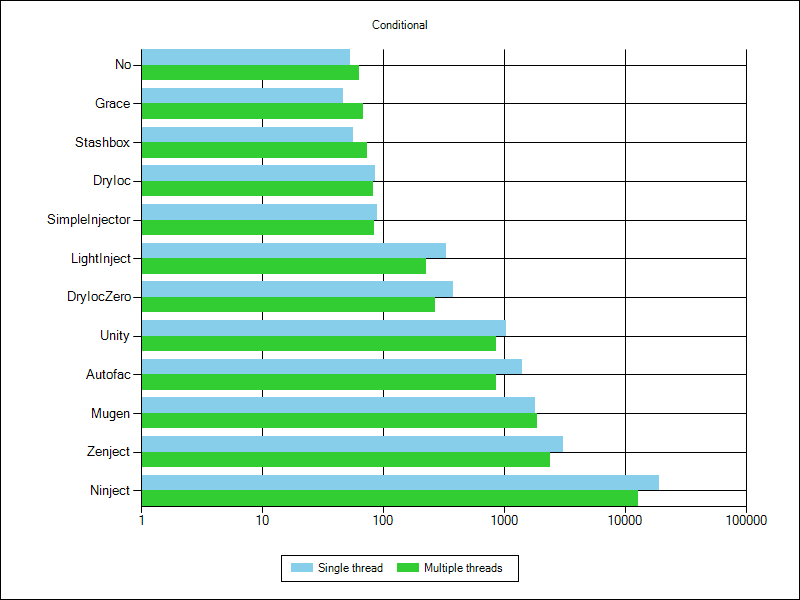 Conditional
No
Grace
Stashbox
DryIoc
SimpleInjector
LightInject
DryIocZero
Unity
Autofac
Mugen
Zenject
Ninject
1 10 100 1000 10000 100000
Single thread Multiple threads